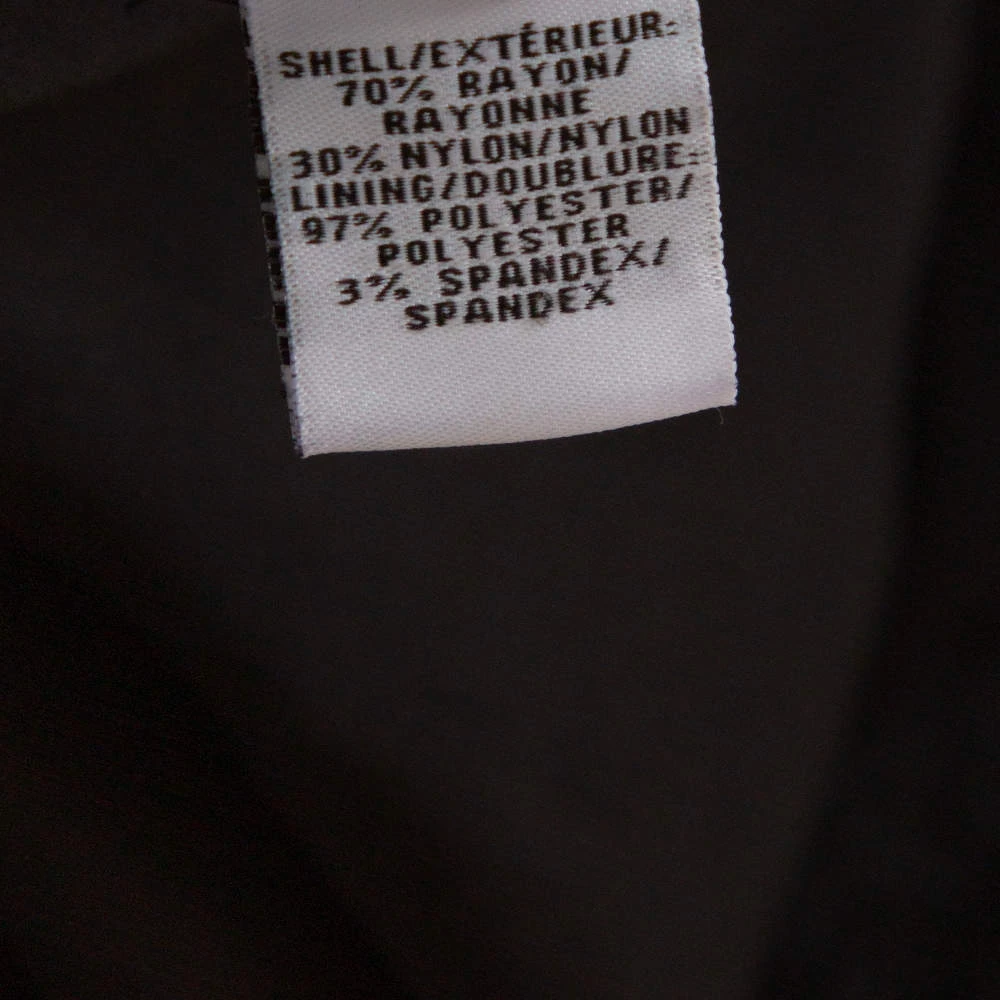 SHELL/EXTÉRIEUR:
70% RAYON/
RAYONNE
30% NYLON/NYLON
LINING/DOUBLURE:
97% POLYESTER/
POLYESTER
3% SPANDEX/
SPANDEX